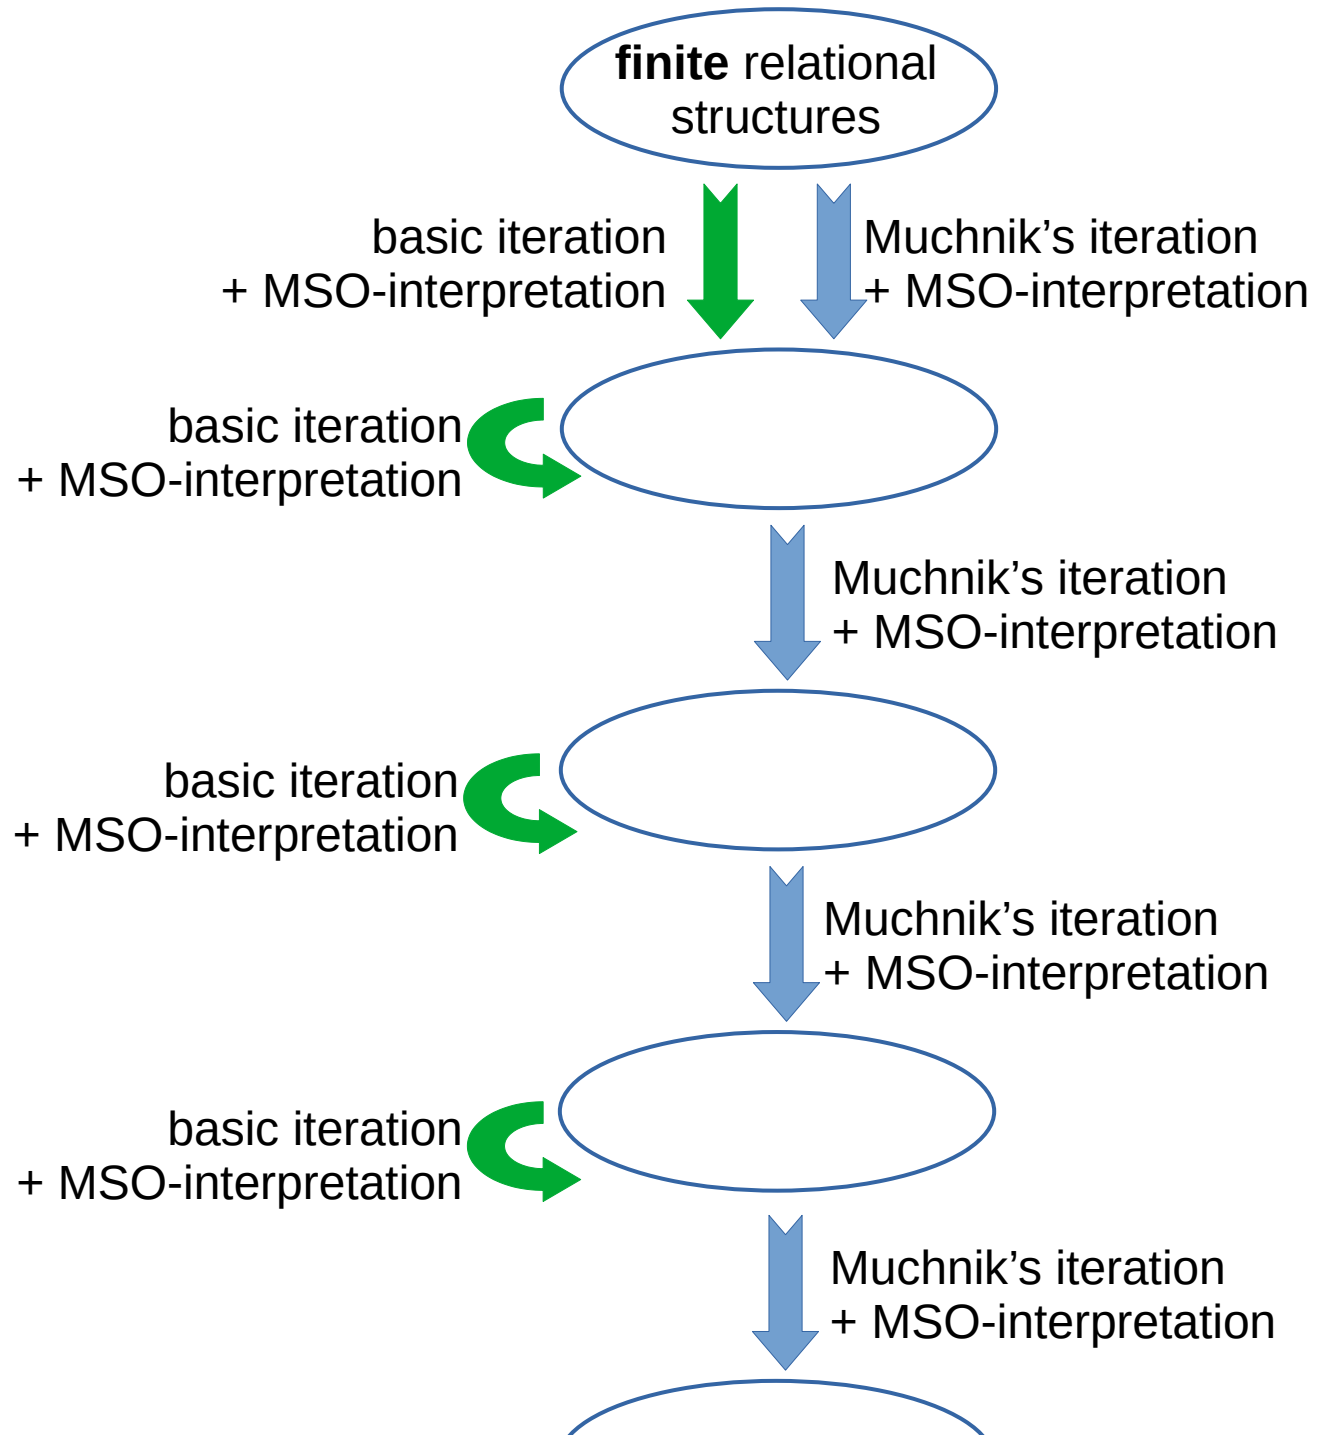 finite relational
structures
basic iteration
+ MSO-interpretation
Muchnik’s iteration
+ MSO-interpretation
basic iteration
+ MSO-interpretation
Muchnik’s iteration
+ MSO-interpretation
basic iteration
+ MSO-interpretation
Muchnik’s iteration
+ MSO-interpretation
basic iteration
+ MSO-interpretation
Muchnik’s iteration
+ MSO-interpretation